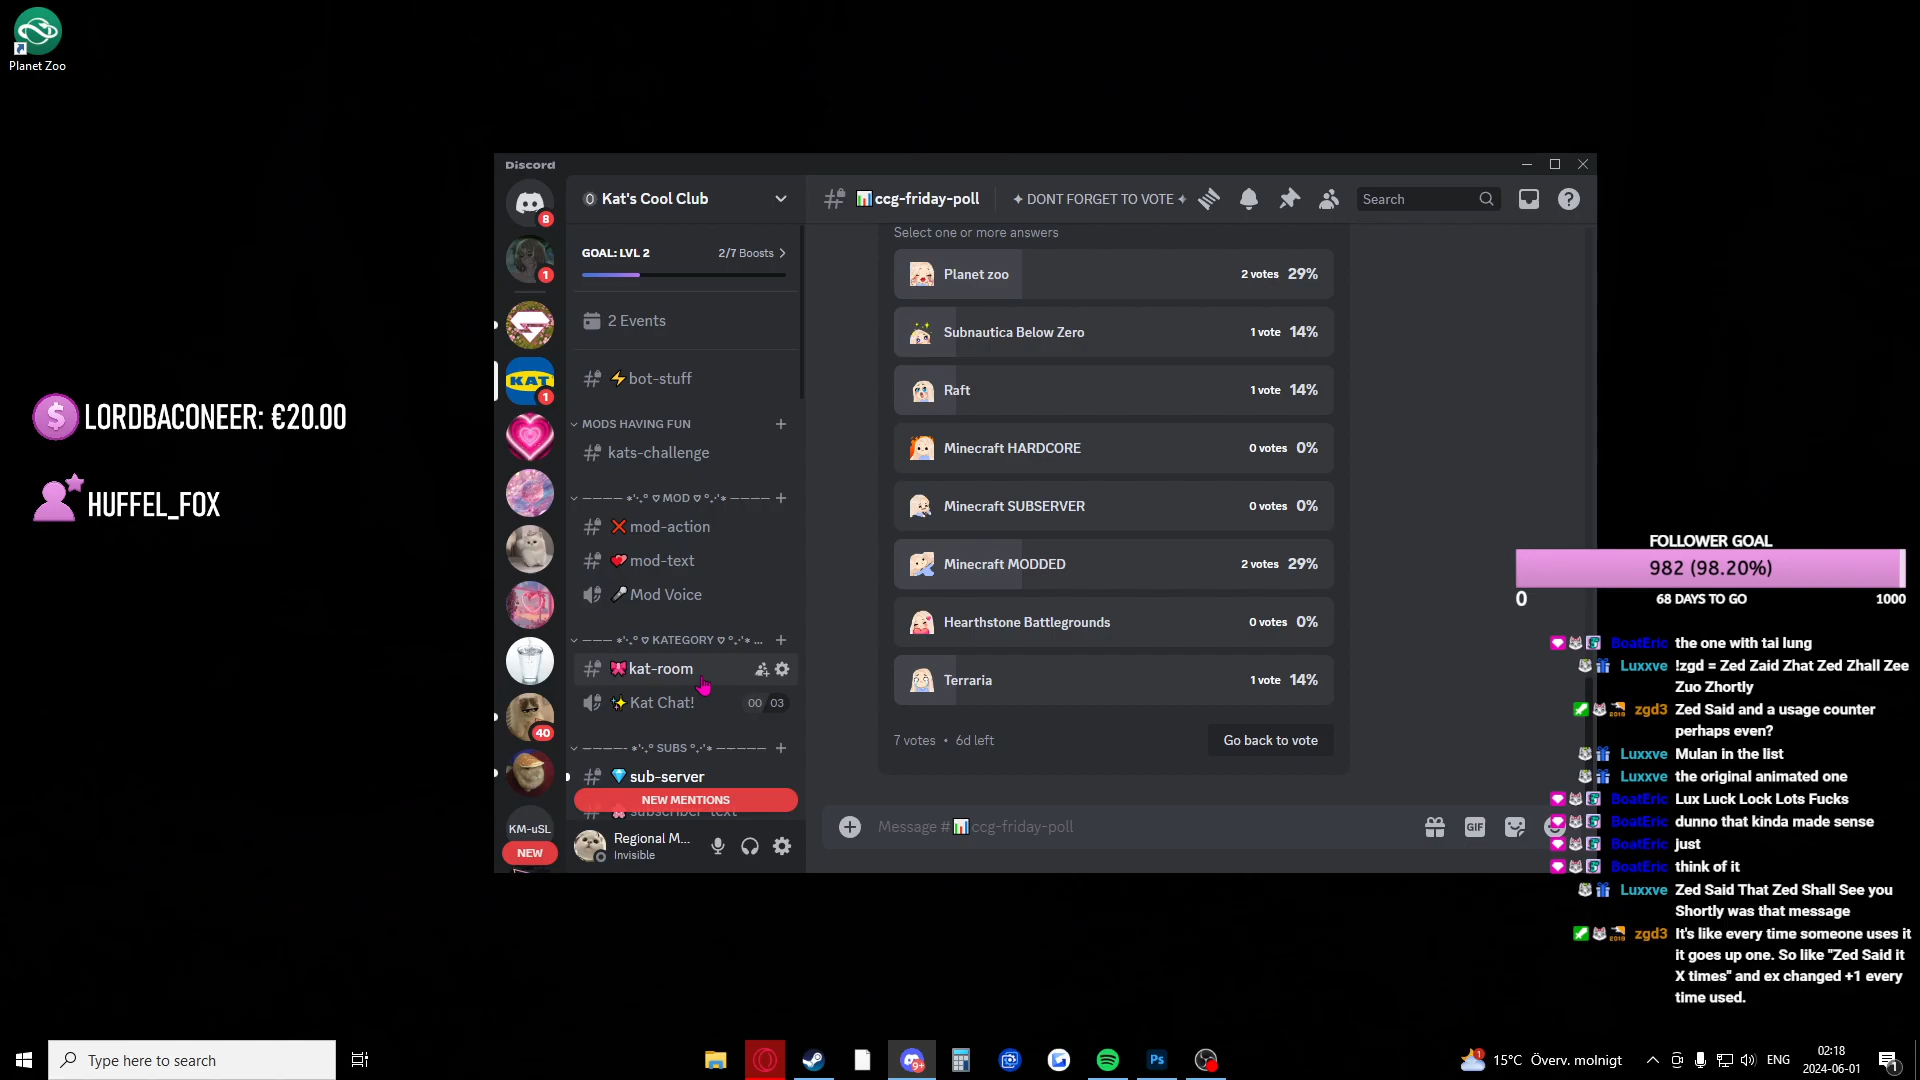 Planet Zoo
LORDBACONEER: €20.00
HUFFEL_FOX
Discord
8
1
KAT
1
40
KM-uSL
NEW
Kat's Cool Club
GOAL: LVL 2
2/7 Boosts
2 Events
⚡bot-stuff
MODS HAVING FUN
kats-challenge
MOD
❌mod-action
mod-text
🎤Mod Voice
KATEGORY
🎀kat-room
✨Kat Chat!
00 03
SUBS
💎sub-server
NEW MENTIONS
Regional M...
Invisible
📊ccg-friday-poll
✦ DONT FORGET TO VOTE ✦
Search
Select one or more answers
Planet zoo
2 votes 29%
Subnautica Below Zero
1 vote 14%
Raft
1 vote 14%
Minecraft HARDCORE
0 votes 0%
Minecraft SUBSERVER
0 votes 0%
Minecraft MODDED
2 votes 29%
Hearthstone Battlegrounds
0 votes 0%
Terraria
1 vote 14%
7 votes • 6d left
Go back to vote
Message #📊ccg-friday-poll
GIF
FOLLOWER GOAL
982 (98.20%)
0
68 DAYS TO GO
1000
BoatEric the one with tai lung
Luxxve !zgd = Zed Zaid Zhat Zed Zhall Zee
Zuo Zhortly
zgd3 Zed Said and a usage counter
perhaps even?
Luxxve Mulan in the list
Luxxve the original animated one
BoatEric Lux Luck Lock Lots Fucks
BoatEric dunno that kinda made sense
BoatEric just
BoatEric think of it
Luxxve Zed Said That Zed Shall See you
Shortly was that message
zgd3 It's like every time someone uses it
it goes up one. So like "Zed Said it
X times" and ex changed +1 every
time used.
Type here to search
9+
Ps
1
15°C Överv. molnigt
ENG
02:18
2024-06-01
1